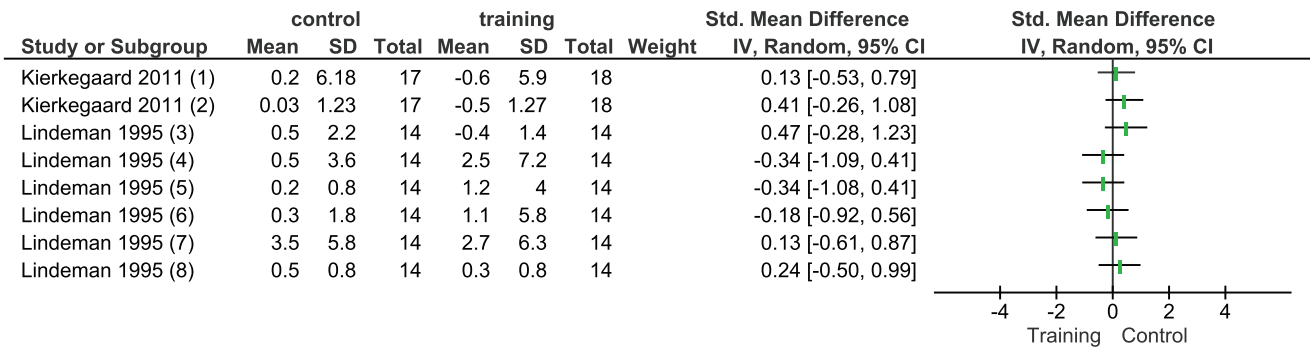 control training Std. Mean Difference Std. Mean Difference
Study or Subgroup Mean SD Total Mean SD Total Weight IV, Random, 95% CI IV, Random, 95% CI
Kierkegaard 2011 (1) 0.2 6.18 17 -0.6 5.9 18 0.13 [-0.53, 0.79]
Kierkegaard 2011 (2) 0.03 1.23 17 -0.5 1.27 18 0.41 [-0.26, 1.08]
Lindeman 1995 (3) 0.5 2.2 14 -0.4 1.4 14 0.47 [-0.28, 1.23]
Lindeman 1995 (4) 0.5 3.6 14 2.5 7.2 14 -0.34 [-1.09, 0.41]
Lindeman 1995 (5) 0.2 0.8 14 1.2 4 14 -0.34 [-1.08, 0.41]
Lindeman 1995 (6) 0.3 1.8 14 1.1 5.8 14 -0.18 [-0.92, 0.56]
Lindeman 1995 (7) 3.5 5.8 14 2.7 6.3 14 0.13 [-0.61, 0.87]
Lindeman 1995 (8) 0.5 0.8 14 0.3 0.8 14 0.24 [-0.50, 0.99]
-4 -2 0 2 4
Training Control